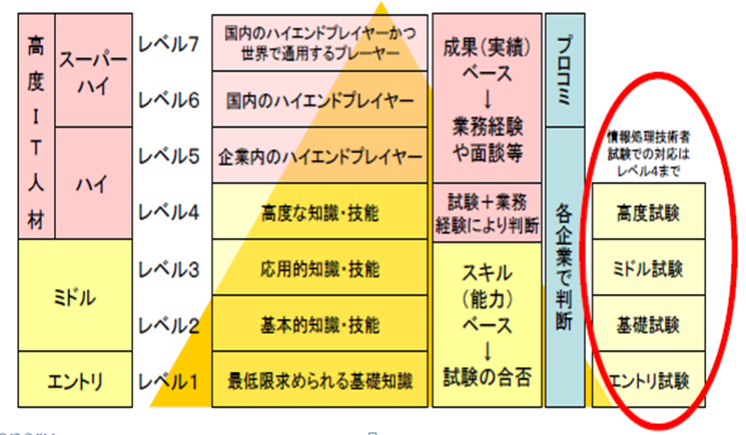 高度IT人材
スーパー
ハイ
ハイ
ミドル
エントリ
レベル7
レベル6
レベル5
レベル4
レベル3
レベル2
レベル1
国内のハイエンドプレイヤーかつ
世界で通用するプレーヤー
国内のハイエンドプレイヤー
企業内のハイエンドプレイヤー
高度な知識・技能
応用的知識・技能
基本的知識・技能
最低限求められる基礎知識
成果(実績)
ベース
↓
業務経験
や面談等
試験+業務
経験により判断
スキル
(能力)
ベース
↓
試験の合否
プロコミ
各企業で判断
情報処理技術者
試験での対応は
レベル4まで
高度試験
ミドル試験
基礎試験
エントリ試験